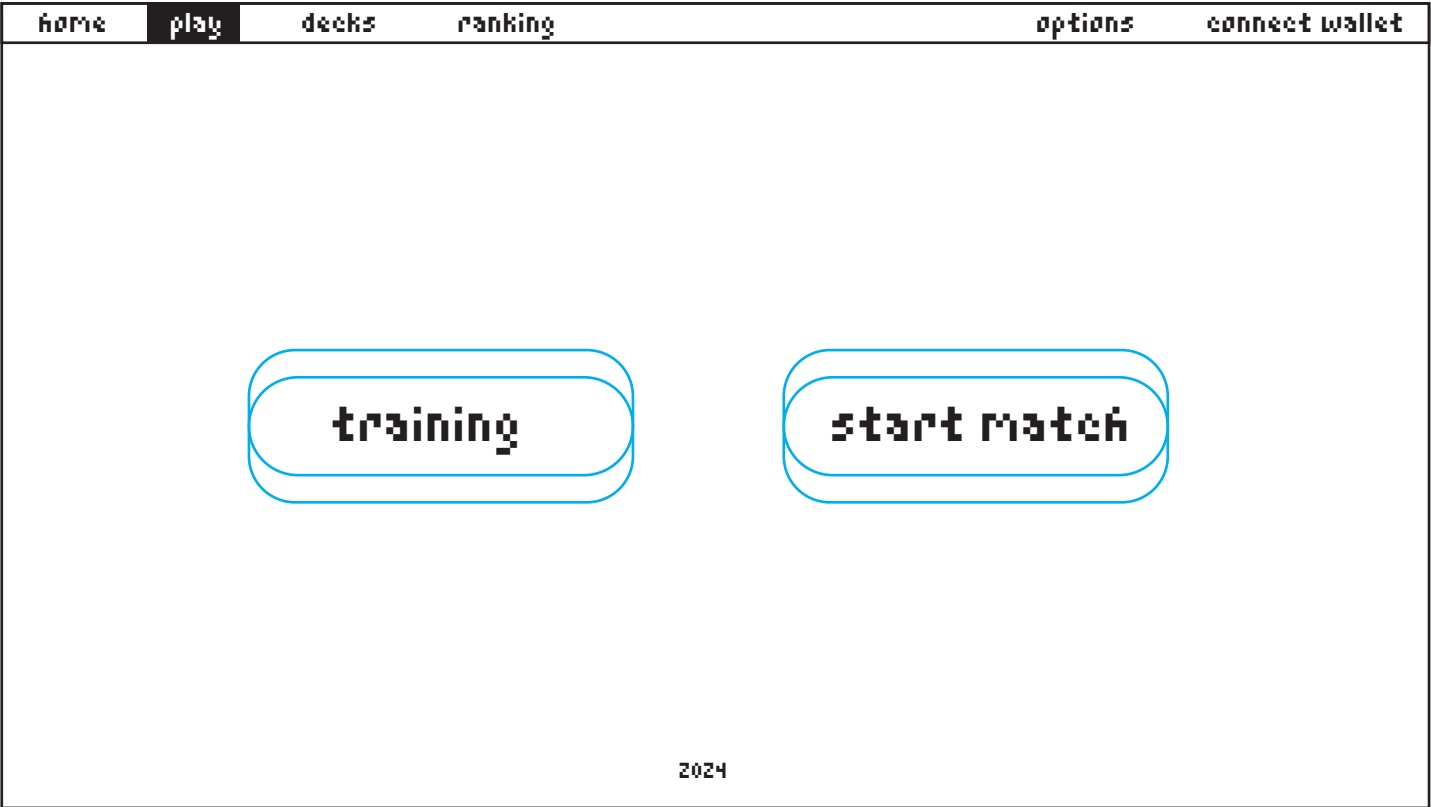 home play decks ranking options connect wallet
training start match
2024